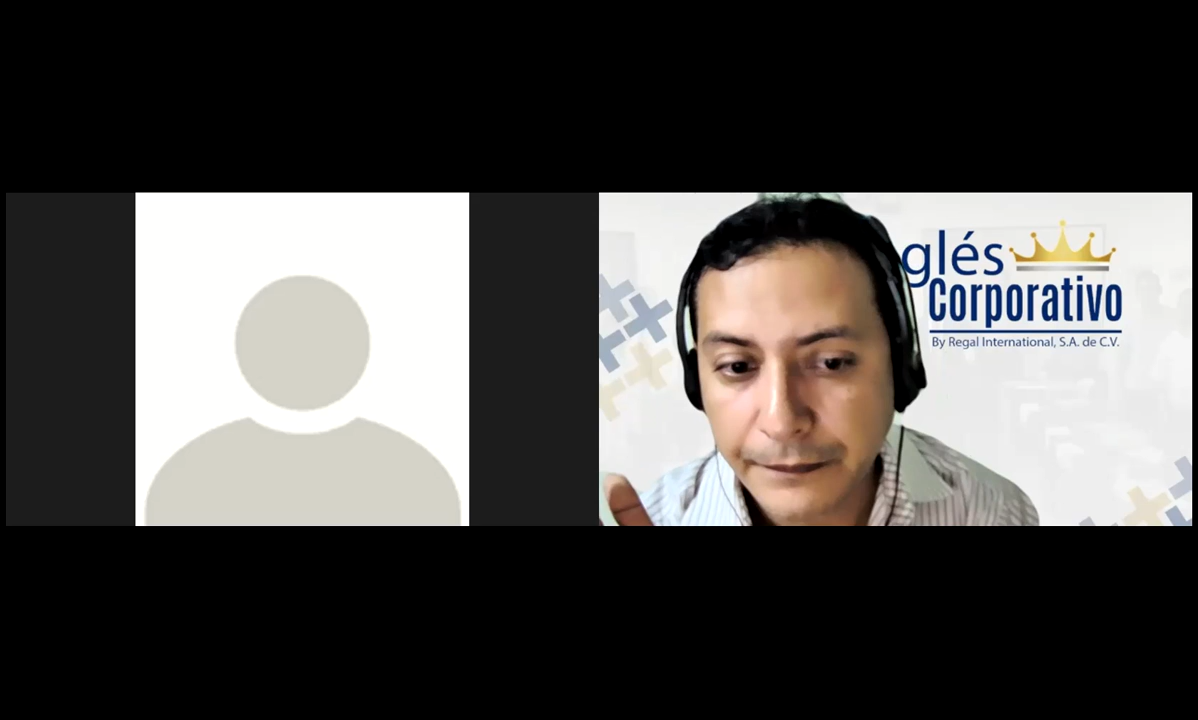 glés
Corporativo
By Regal International, S.A. de C.V.